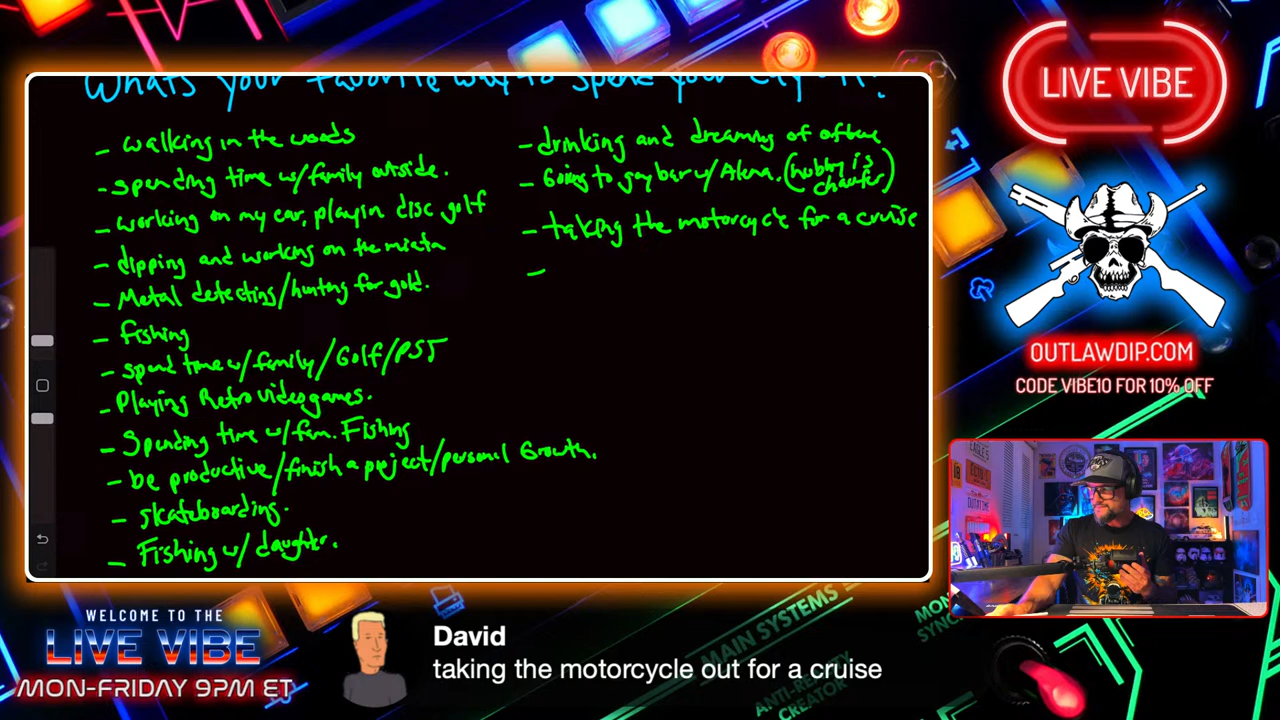 Whats your favorite way to spend your day off?
- walking in the woods
- spending time w/family outside.
- working on my car, playin disc golf
- dipping and working on the miata
- Metal detecting/hunting for gold.
- fishing
- spend time w/family/Golf/PS5
- Playing Retro videogames.
- Spending time w/fam. Fishing
- be productive/finish a project/personal Growth.
- skateboarding.
- Fishing w/ daughter.
- drinking and dreaming of
- Going to gay bar w/ Alena. (hubby is
chaufer)
- taking the motorcycle for a cruise
-
LIVE VIBE
OUTLAWDIP.COM
CODE VIBE10 FOR 10% OFF
WELCOME TO THE
LIVE VIBE
MON-FRIDAY 9PM ET
David
taking the motorcycle out for a cruise
MAIN SYSTEMS
CREATOR
MON
SYNC